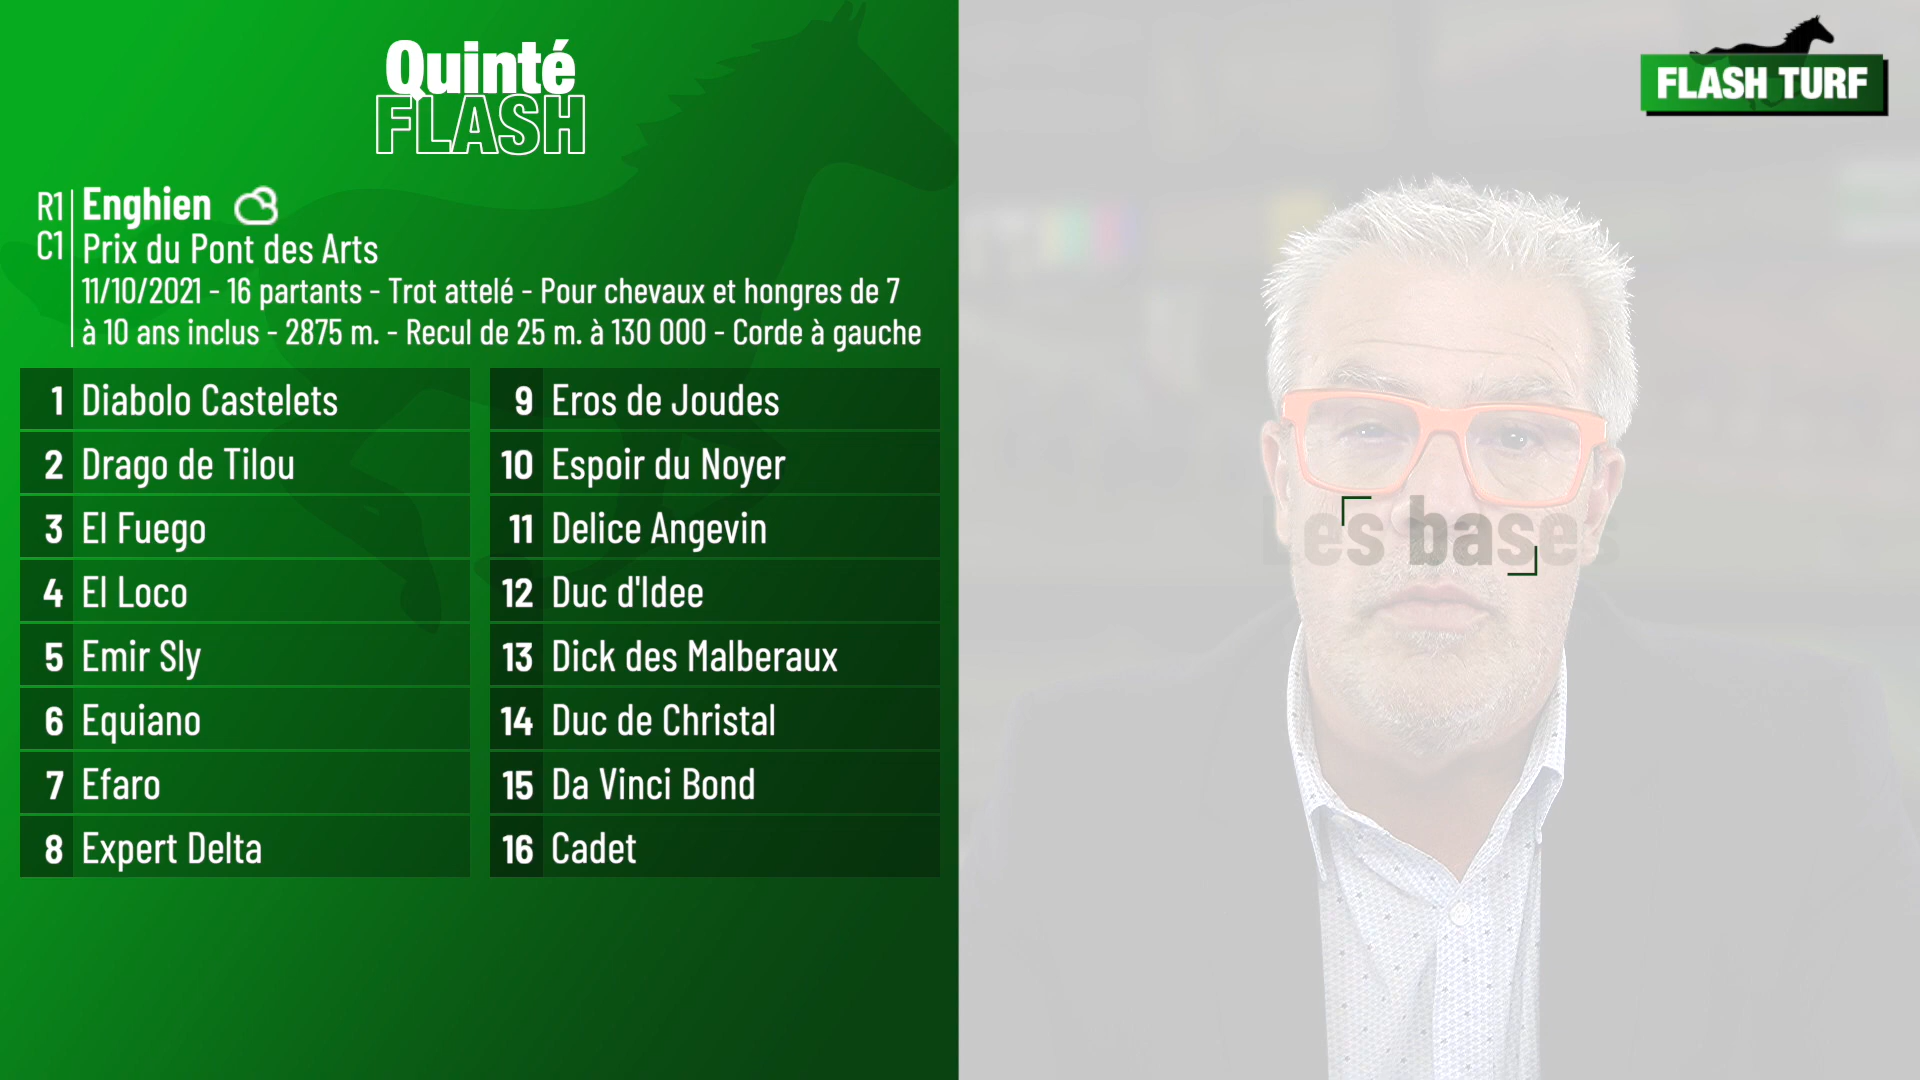 Quinté
FLASH
R1 Enghien
C1 Prix du Pont des Arts
11/10/2021 - 16 partants - Trot attelé - Pour chevaux et hongres de 7
à 10 ans inclus - 2875 m. - Recul de 25 m. à 130 000 - Corde à gauche
1 Diabolo Castelets
2 Drago de Tilou
3 El Fuego
4 El Loco
5 Emir Sly
6 Equiano
7 Efaro
8 Expert Delta
9 Eros de Joudes
10 Espoir du Noyer
11 Delice Angevin
12 Duc d'Idee
13 Dick des Malberaux
14 Duc de Christal
15 Da Vinci Bond
16 Cadet
FLASH TURF
Les bases